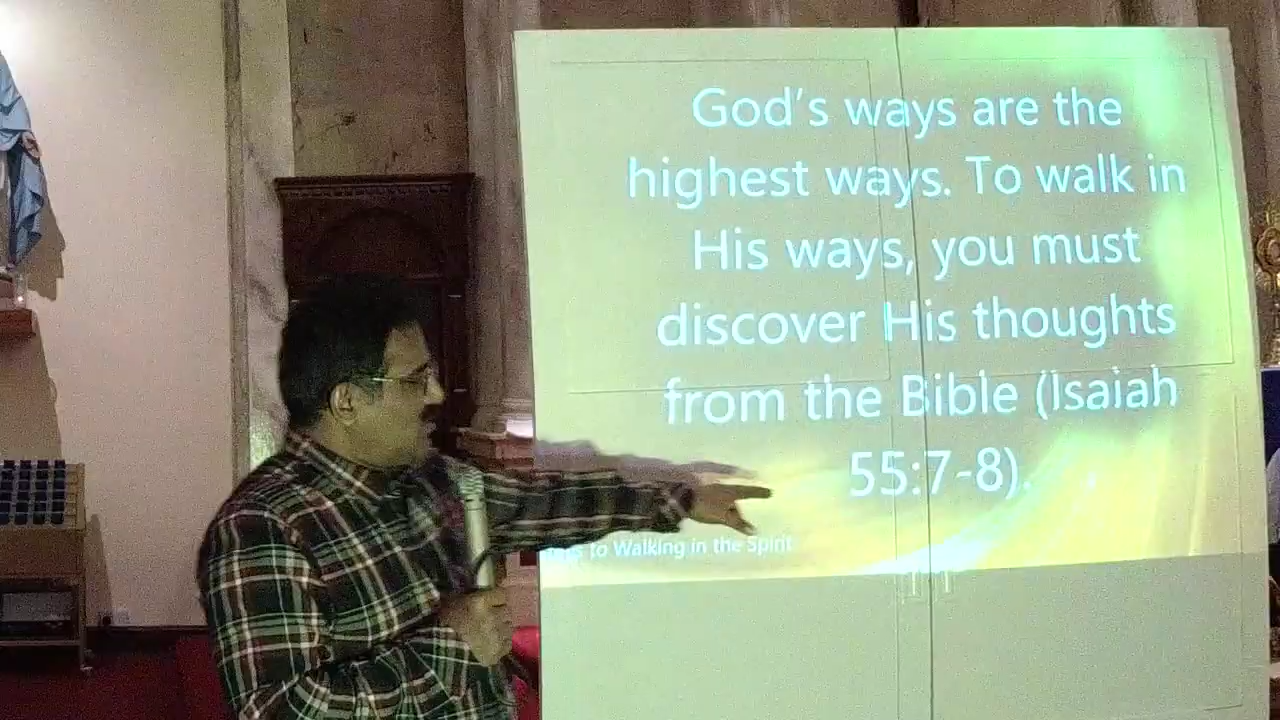 God's ways are the
highest ways. To walk in
His ways, you must
discover His thoughts
from the Bible (Isaiah
55:7-8).
to Walking in the Spirit